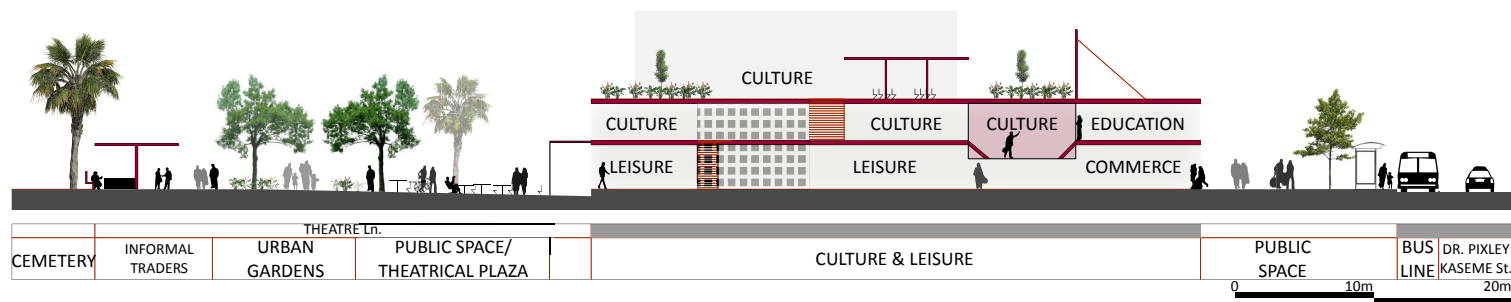 CULTURE
CULTURE
CULTURE
CULTURE
EDUCATION
LEISURE
LEISURE
COMMERCE
THEATRE Ln.
CEMETERY
INFORMAL
TRADERS
URBAN
GARDENS
PUBLIC SPACE/
THEATRICAL PLAZA
CULTURE & LEISURE
PUBLIC
SPACE
BUS
LINE
DR. PIXLEY
KASEME St.
0 10m 20m